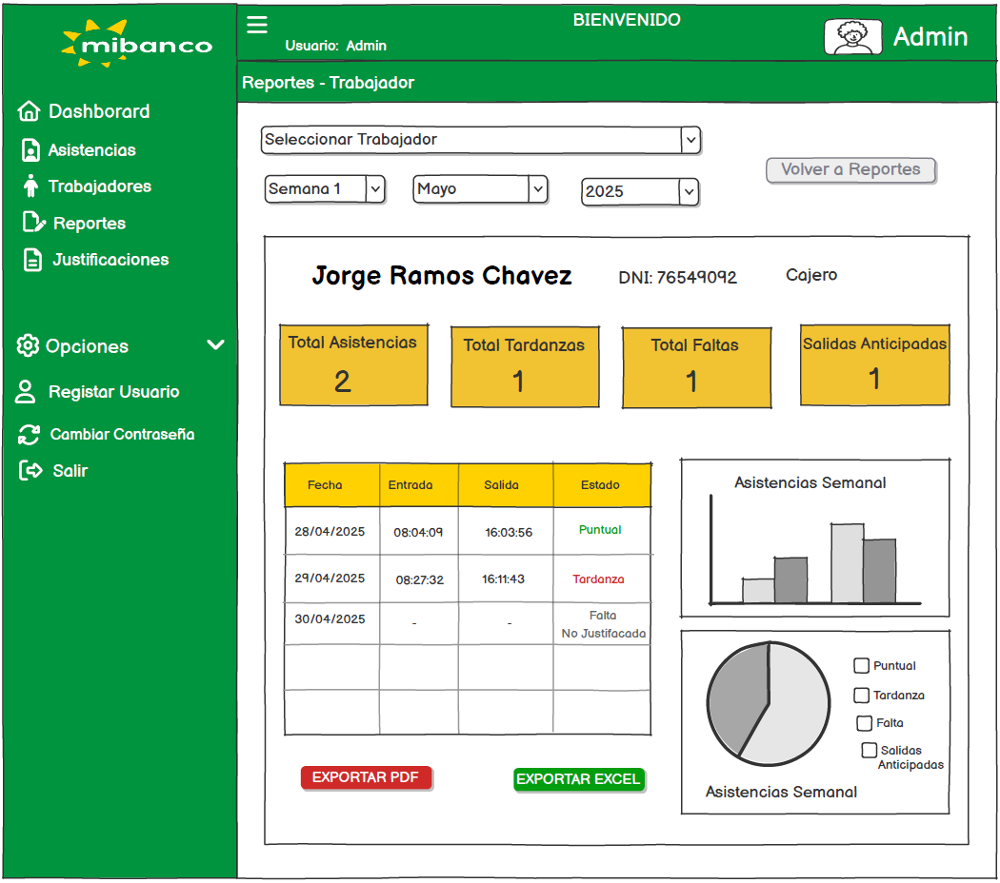 mibanco
BIENVENIDO
Usuario: Admin
Admin
Reportes - Trabajador
Dashborard
Asistencias
Trabajadores
Reportes
Justificaciones
Opciones
Registar Usuario
Cambiar Contraseña
Salir
Seleccionar Trabajador
Volver a Reportes
Semana 1
Mayo
2025
Jorge Ramos Chavez
DNI: 76549092
Cajero
Total Asistencias
2
Total Tardanzas
1
Total Faltas
1
Salidas Anticipadas
1
Fecha Entrada Salida Estado
28/04/2025 08:04:09 16:03:56 Puntual
29/04/2025 08:27:32 16:11:43 Tardanza
30/04/2025 - - Falta
No Justifacada
Asistencias Semanal
Puntual
Tardanza
Falta
Salidas
Anticipadas
Asistencias Semanal
EXPORTAR PDF
EXPORTAR EXCEL